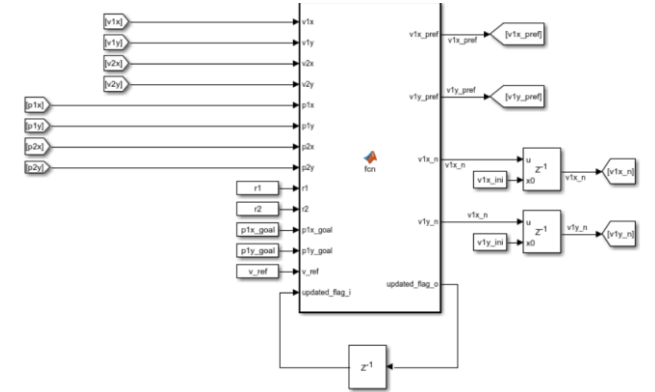 [v1x]
v1x
[v1y]
v1y
[v2x]
v2x
[v2y]
v2y
[p1x]
p1x
[p1y]
p1y
[p2x]
p2x
[p2y]
p2y
r1
r1
r2
r2
p1x_goal
p1x_goal
p1y_goal
p1y_goal
v_ref
v_ref
updated_flag_i
fcn
v1x_pref
v1x_pref
[v1x_pref]
v1y_pref
v1y_pref
[v1y_pref]
v1x_n
v1x_n
u
v1x_ini
x0
z-1
v1x_n
[v1x_n]
v1y_n
v1x_n
u
v1y_ini
x0
z-1
v1y_n
[v1y_n]
updated_flag_o
z-1